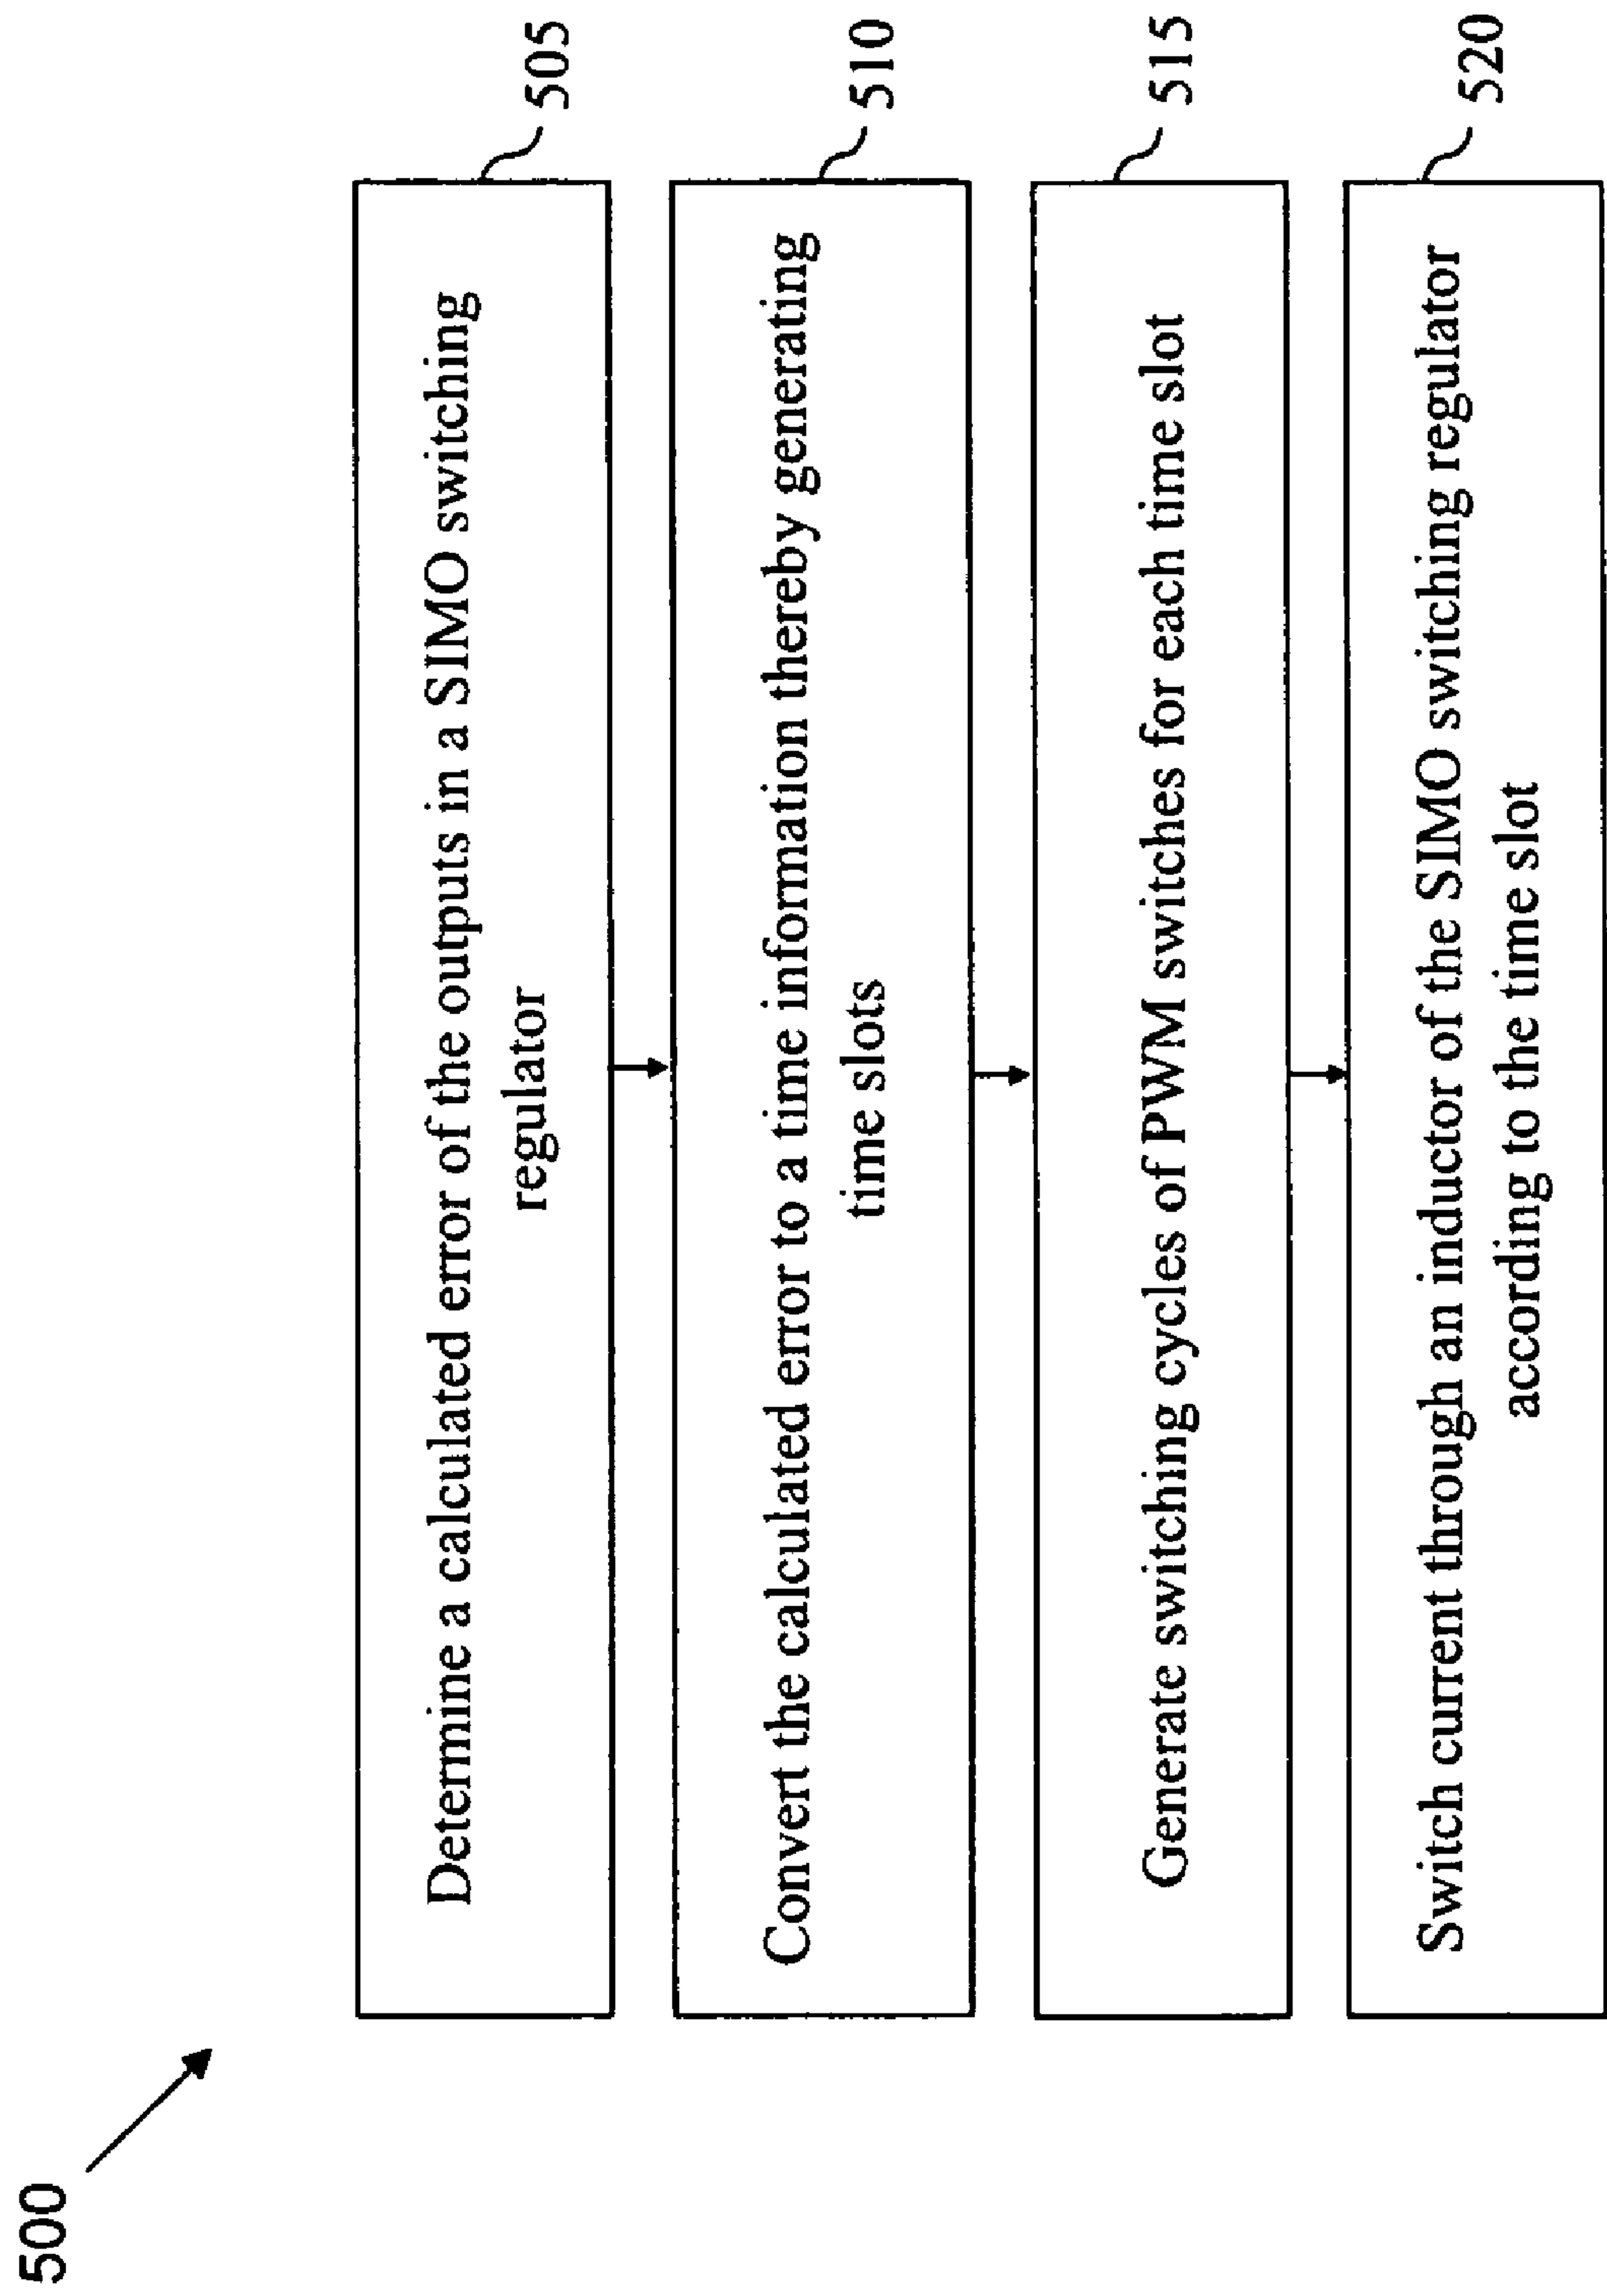 500
Determine a calculated error of the outputs in a SIMO switching
regulator
505
Convert the calculated error to a time information thereby generating
time slots
510
Generate switching cycles of PWM switches for each time slot
515
Switch current through an inductor of the SIMO switching regulator
according to the time slot
520